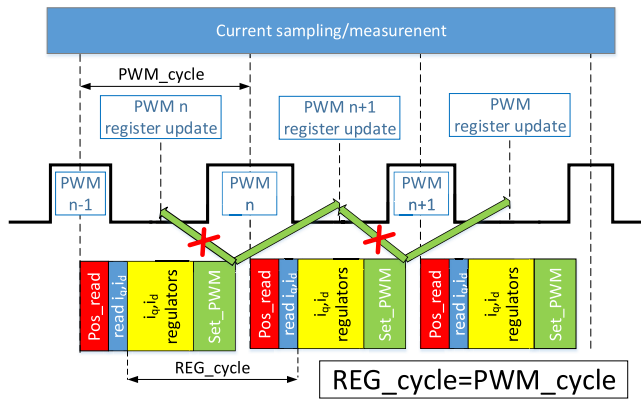 Current sampling/measurenent
PWM_cycle
PWM n
register update
PWM n+1
register update
PWM
register update
PWM
n-1
PWM
n
PWM
n+1
Pos_read
read iq,id
iq,id
regulators
Set_PWM
Pos_read
read iq,id
iq,id
regulators
Set_PWM
Pos_read
read iq,id
iq,id
regulators
Set_PWM
REG_cycle
REG_cycle=PWM_cycle